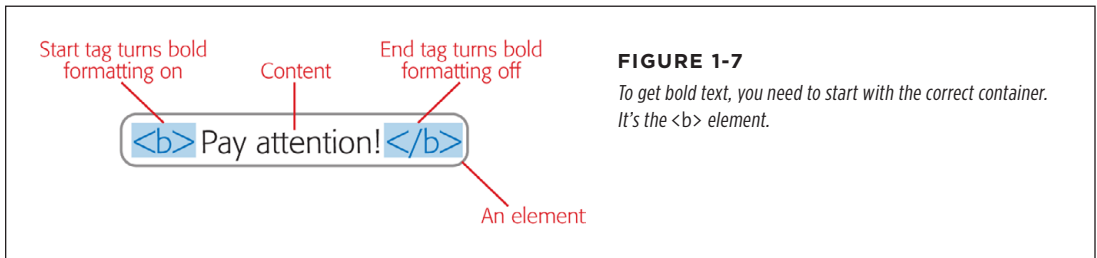 Start tag turns bold
formatting on
Content
End tag turns bold
formatting off
<b> Pay attention! </b>
An element
FIGURE 1-7
To get bold text, you need to start with the correct container.
It's the <b> element.